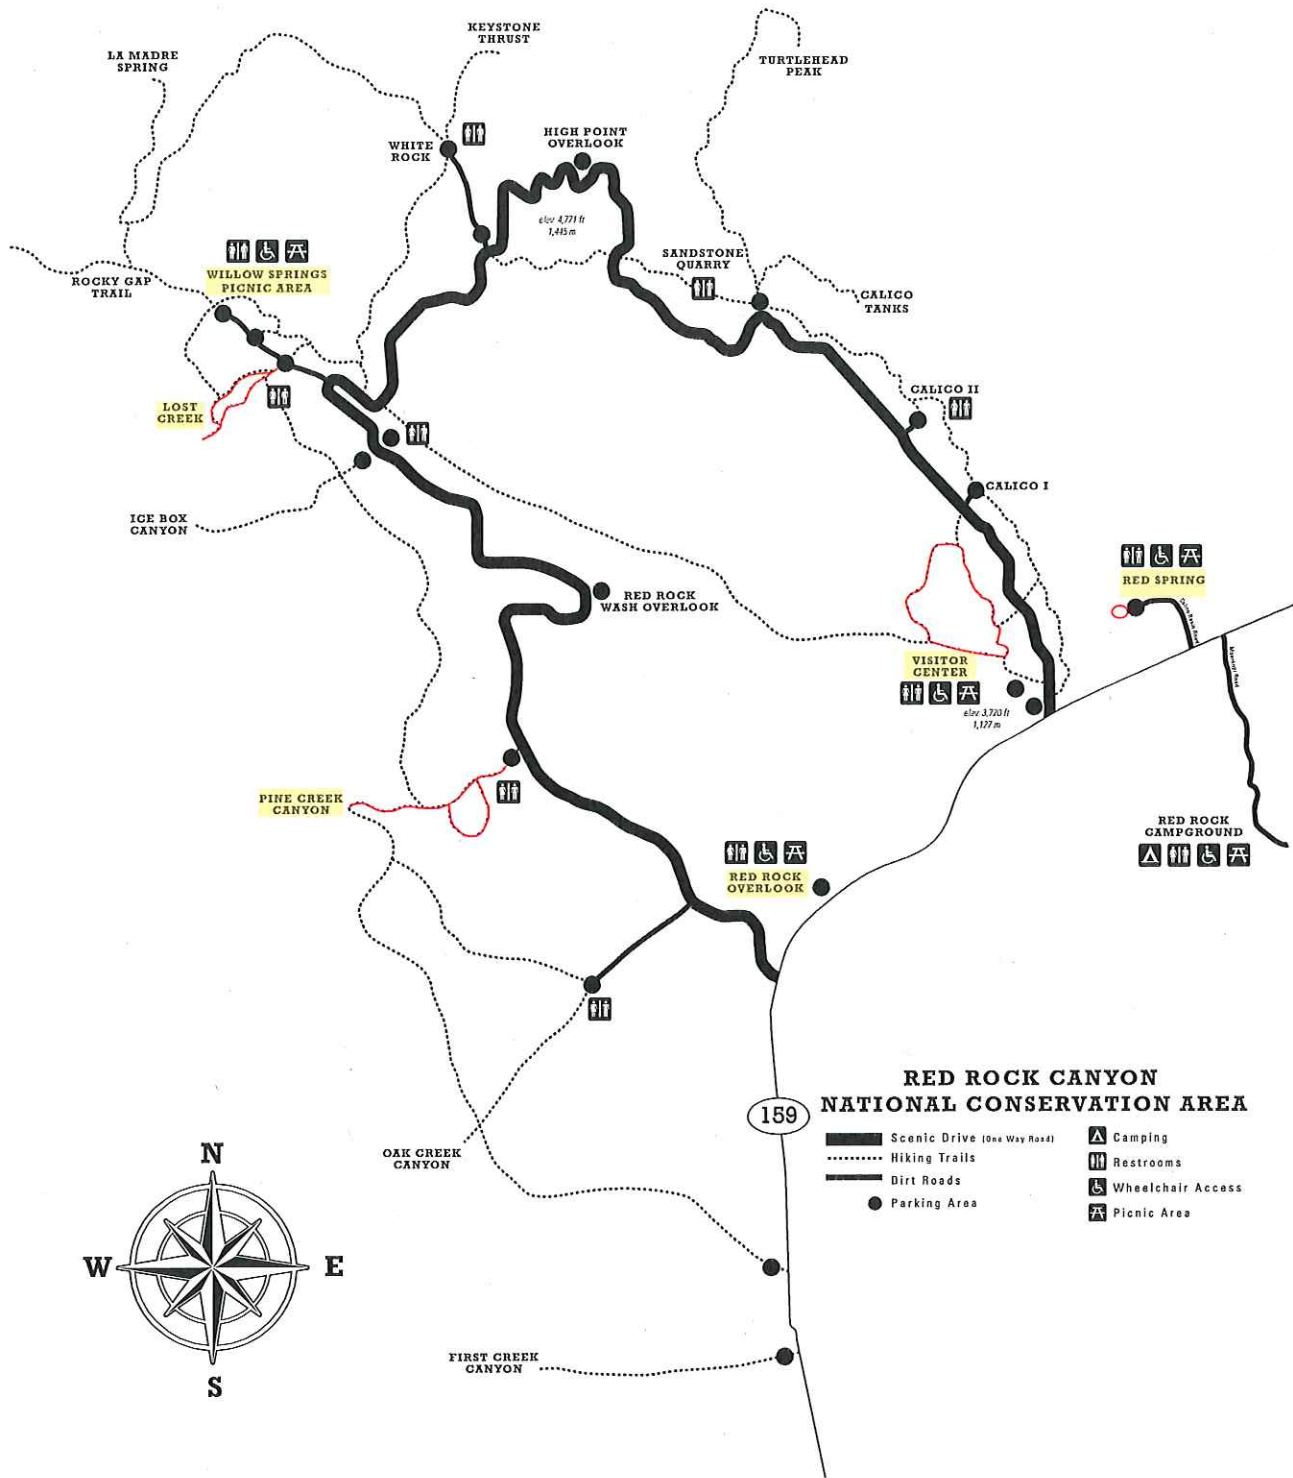 KEYSTONE
THRUST
LA MADRE
SPRING
TURTLEHEAD
PEAK
HIGH POINT
OVERLOOK
WHITE
ROCK
elev 4,771 ft
1,445 m
SANDSTONE
QUARRY
WILLOW SPRINGS
PICNIC AREA
ROCKY GAP
TRAIL
CALICO
TANKS
CALICO II
LOST
CREEK
CALICO I
ICE BOX
CANYON
RED ROCK
WASH OVERLOOK
RED SPRING
VISITOR
CENTER
elev 3,720 ft
1,127 m
PINE CREEK
CANYON
RED ROCK
CAMPGROUND
RED ROCK
OVERLOOK
OAK CREEK
CANYON
FIRST CREEK
CANYON
159
RED ROCK CANYON
NATIONAL CONSERVATION AREA
Scenic Drive (One Way Road)
Hiking Trails
Dirt Roads
Parking Area
Camping
Restrooms
Wheelchair Access
Picnic Area
N
W
E
S